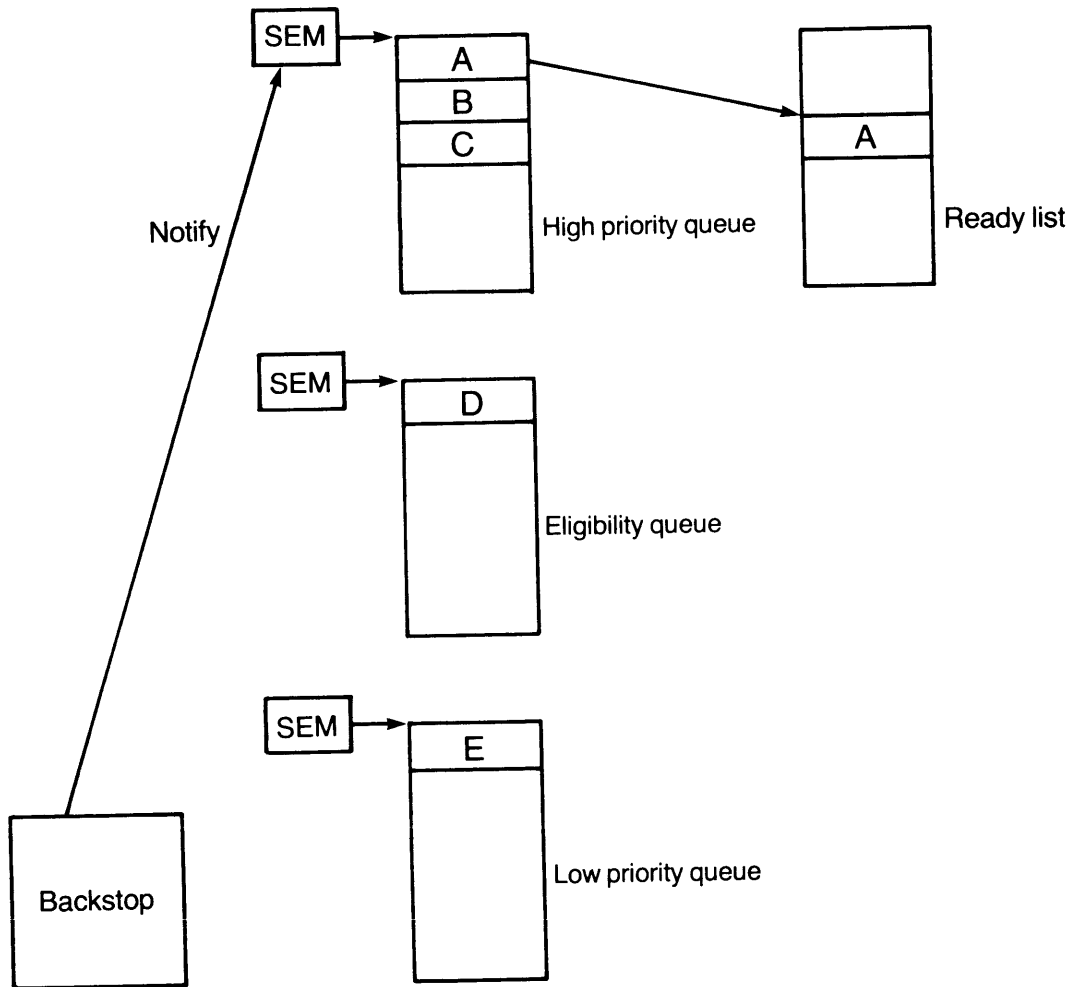 SEM
A
B
C
High priority queue
A
Ready list
Notify
SEM
D
Eligibility queue
SEM
E
Low priority queue
Backstop